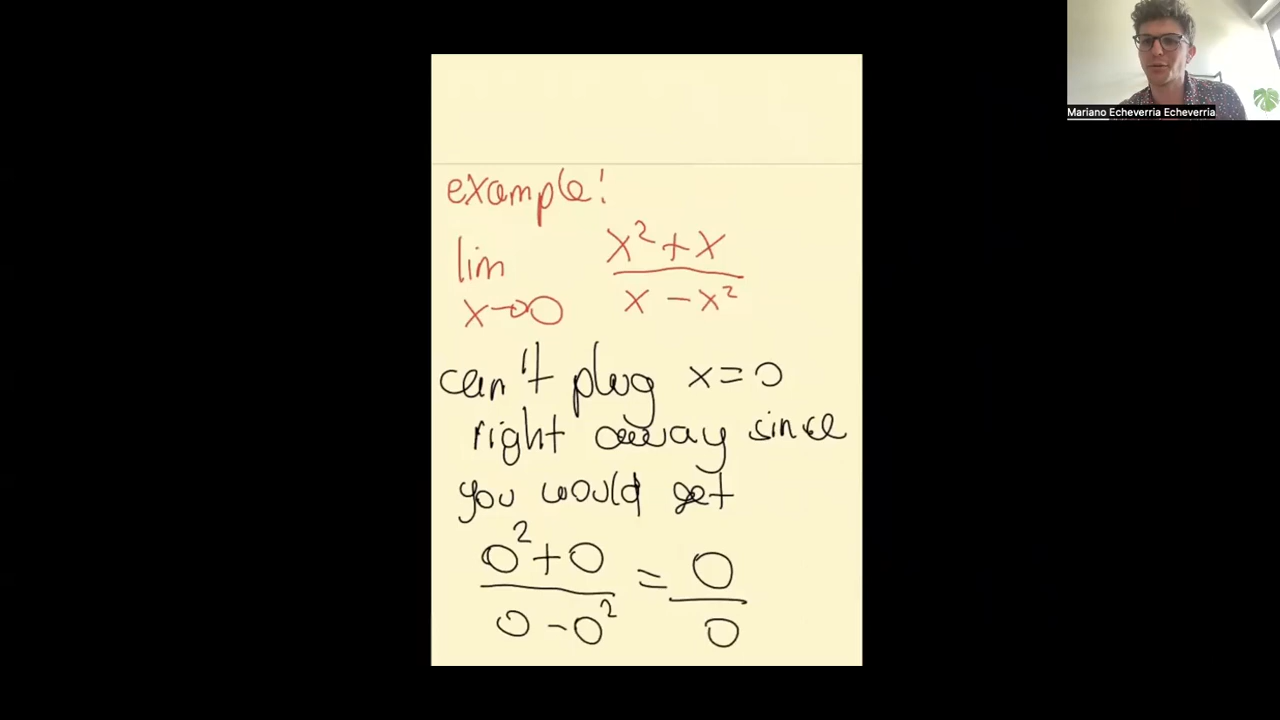 Mariano Echeverria Echeverria
example!
lim x→0 (x² + x)/(x - x²)
can't plug x = 0
right away since
you would get
(0² + 0)/(0 - 0²) = 0/0